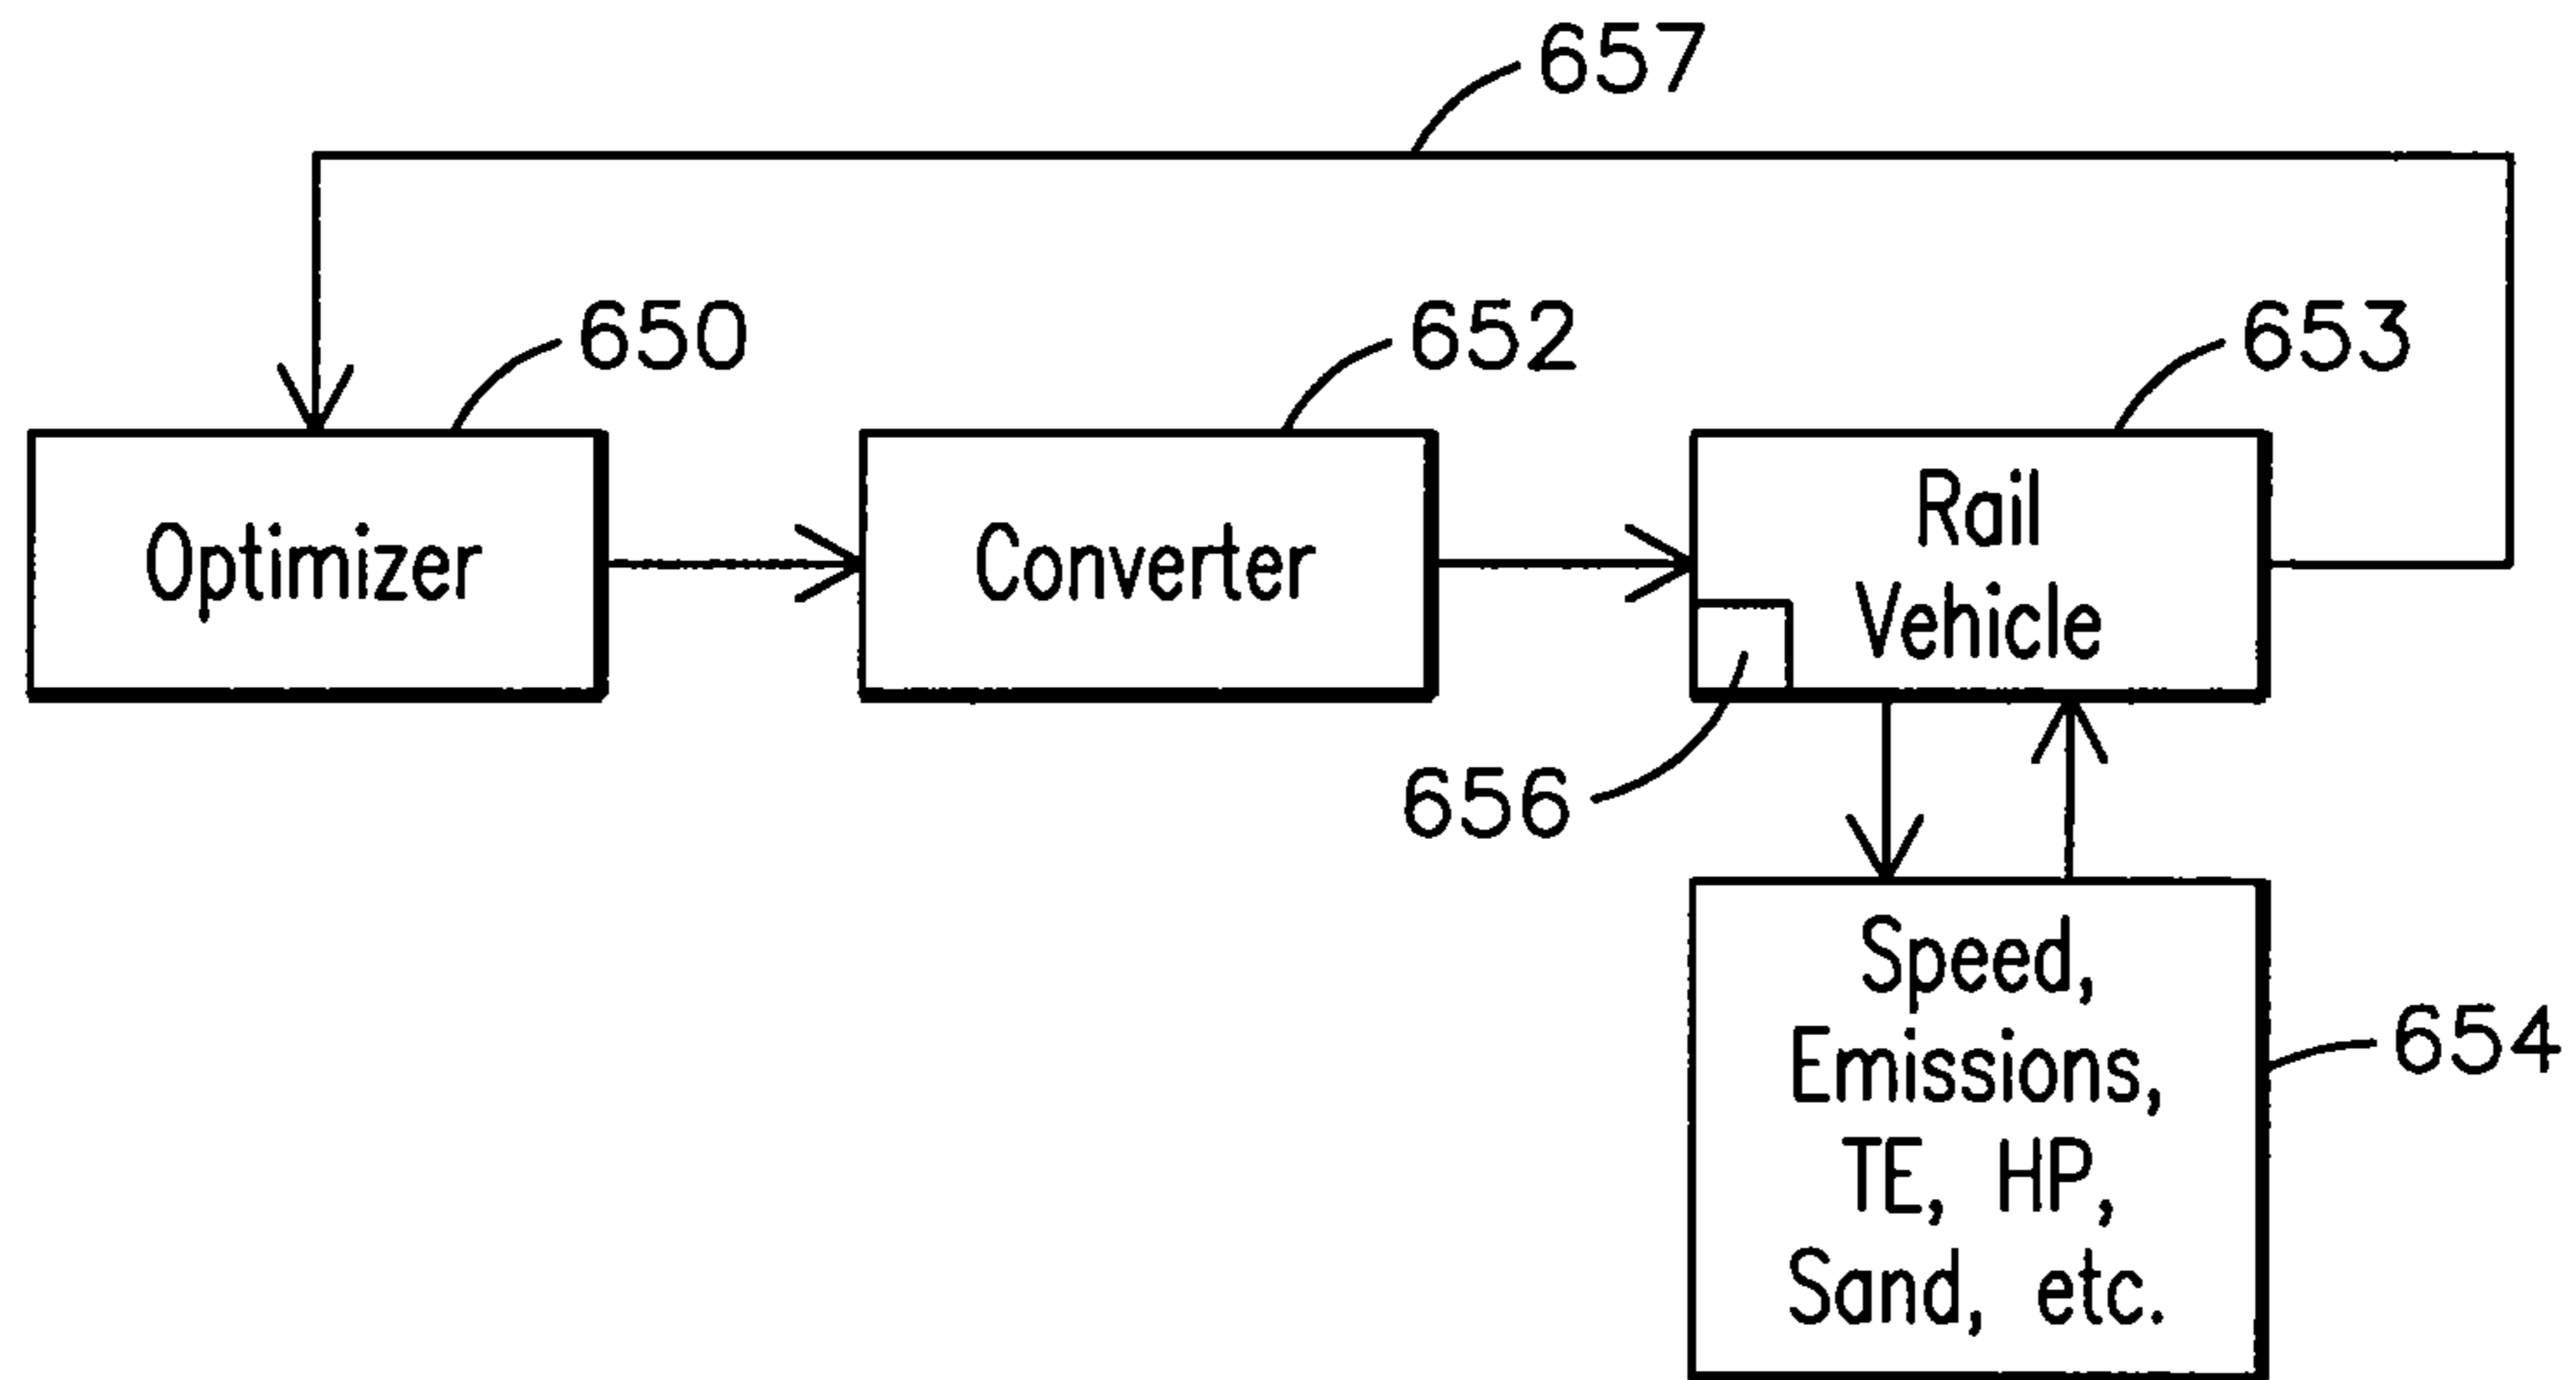 657
650
652
653
Optimizer
Converter
Rail
Vehicle
656
Speed,
Emissions,
TE, HP,
Sand, etc.
654